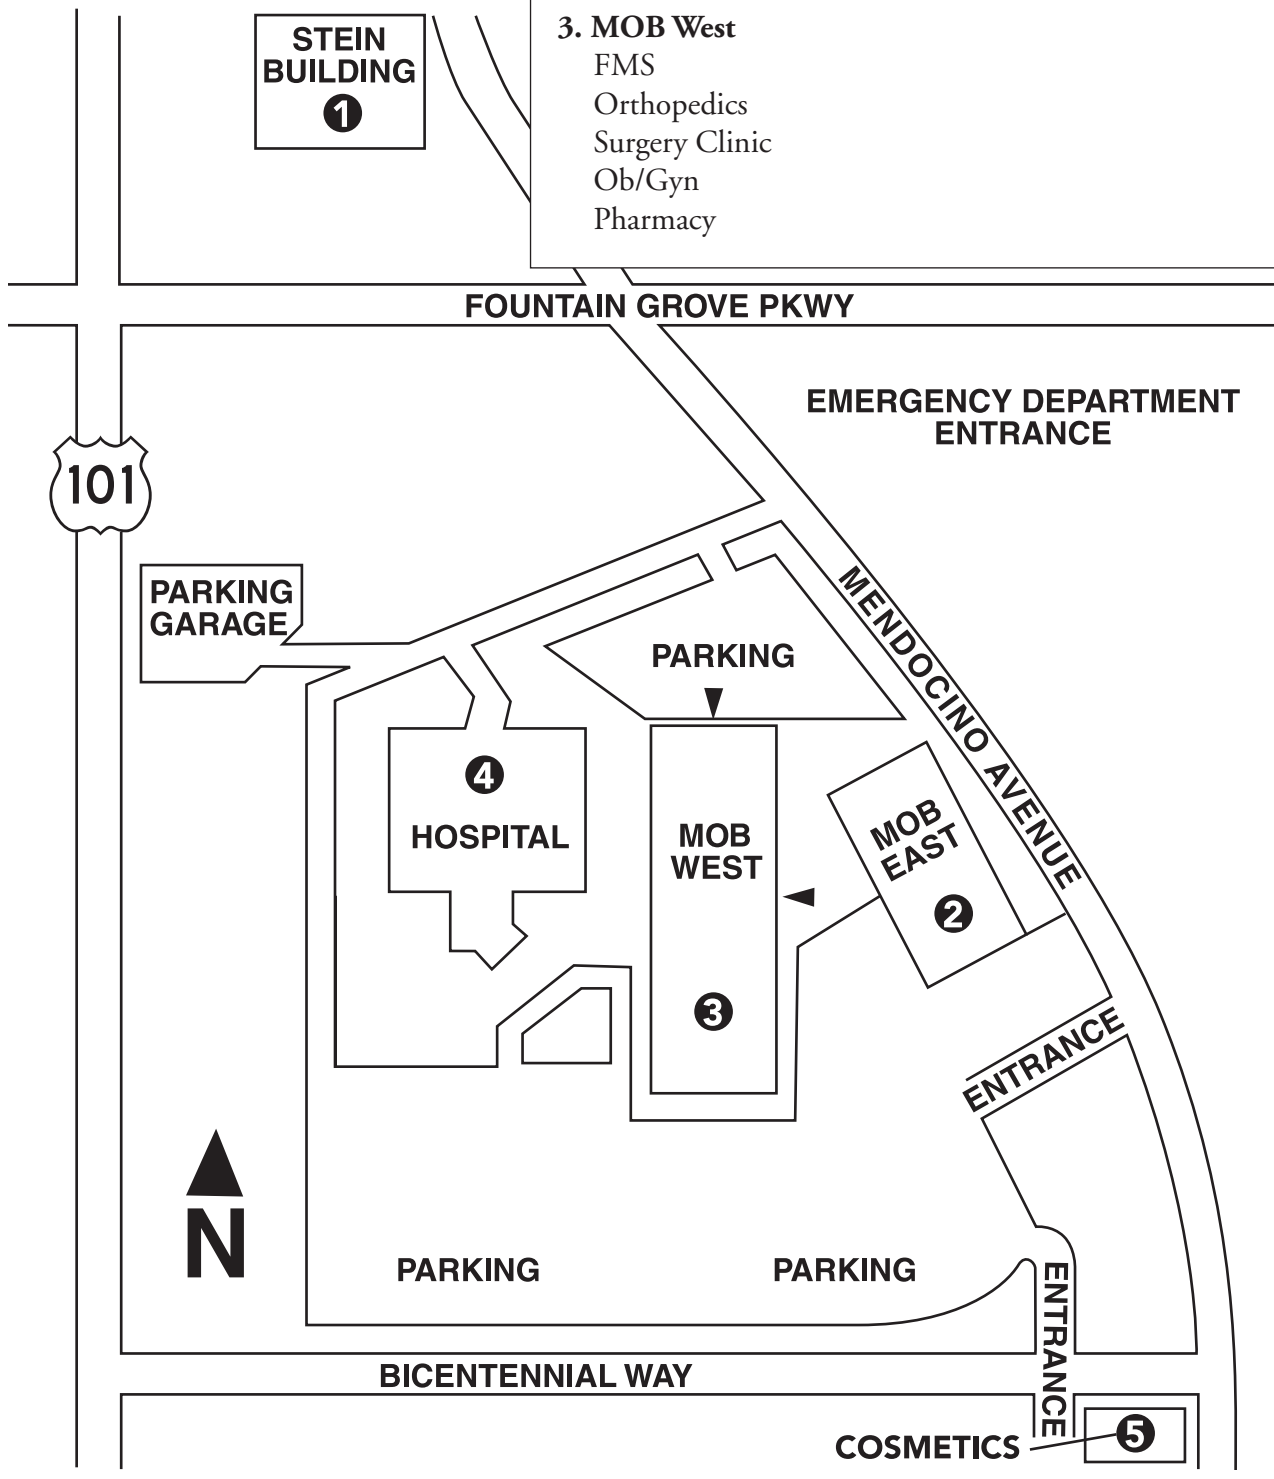 STEIN
BUILDING
1
3. MOB West
FMS
Orthopedics
Surgery Clinic
Ob/Gyn
Pharmacy
FOUNTAIN GROVE PKWY
EMERGENCY DEPARTMENT
ENTRANCE
101
PARKING
GARAGE
MENDOCINO AVENUE
PARKING
4
HOSPITAL
MOB
WEST
3
MOB
EAST
2
ENTRANCE
N
PARKING
PARKING
ENTRANCE
BICENTENNIAL WAY
ENTRANCE
COSMETICS
5